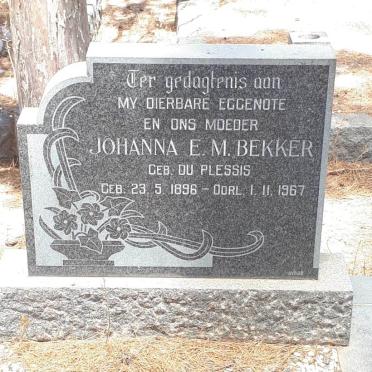 Ter gedagtenis aan
MY DIERBARE EGGENOTE
EN ONS MOEDER
JOHANNA E. M. BEKKER
GEB. DU PLESSIS
GEB. 23. 5. 1896 – OORL. 1. 11. 1967